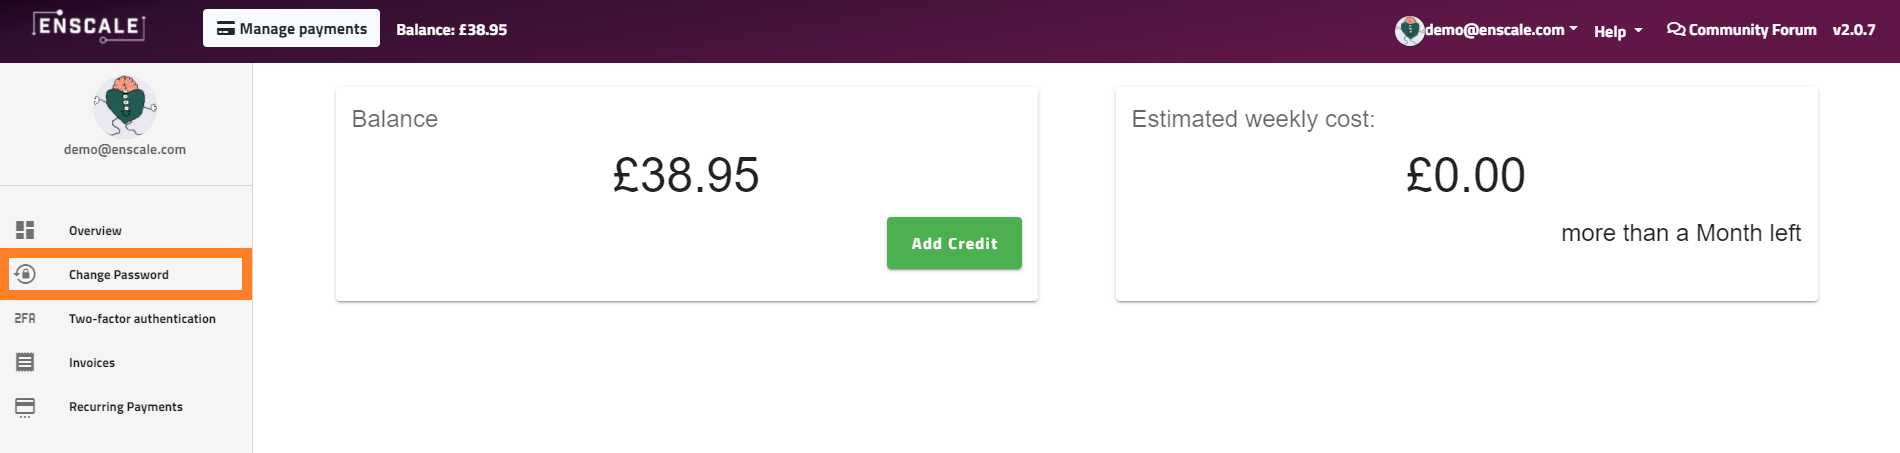 ENSCALE
Manage payments
Balance: £38.95
demo@enscale.com
Help
Community Forum
v2.0.7
demo@enscale.com
Overview
Change Password
2FA
Two-factor authentication
Invoices
Recurring Payments
Balance
£38.95
Add Credit
Estimated weekly cost:
£0.00
more than a Month left